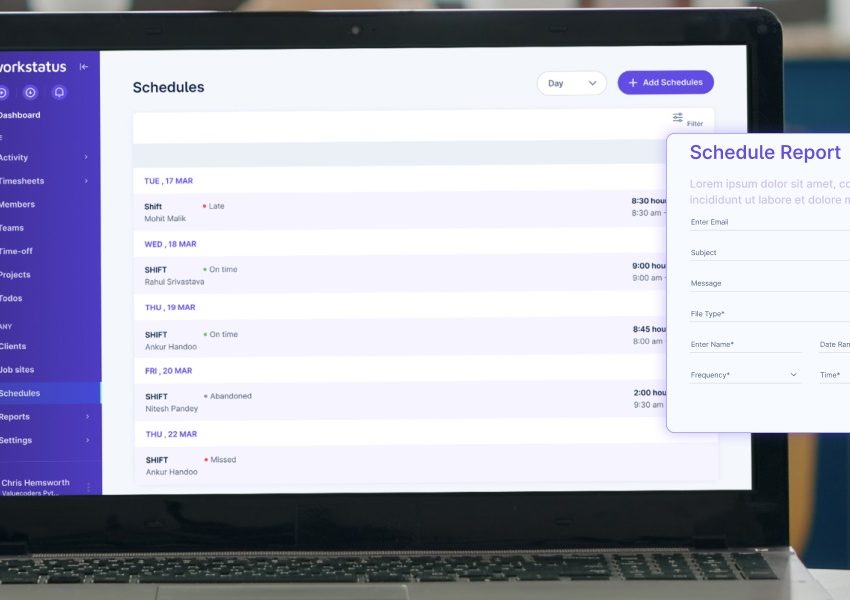 workstatus
Dashboard
Activity
Timesheets
Members
Teams
Time-off
Projects
Todos
Clients
Job sites
Schedules
Reports
Settings
Chris Hemsworth
Valuecoders Pvt...
Schedules
Day
+ Add Schedules
Filter
TUE , 17 MAR
Shift Late 8:30 hou
Mohit Malik 8:30 am -
WED , 18 MAR
SHIFT On time 9:00 hou
Rahul Srivastava 9:00 am -
THU , 19 MAR
SHIFT On time 8:45 hou
Ankur Handoo 8:00 am
FRI , 20 MAR
SHIFT Abandoned 2:00 hou
Nitesh Pandey 9:30 am
THU , 22 MAR
SHIFT Missed
Ankur Handoo
Schedule Report
Lorem ipsum dolor sit amet, co
incididunt ut labore et dolore m
Enter Email
Subject
Message
File Type*
Enter Name* Date Ran
Frequency* Time*